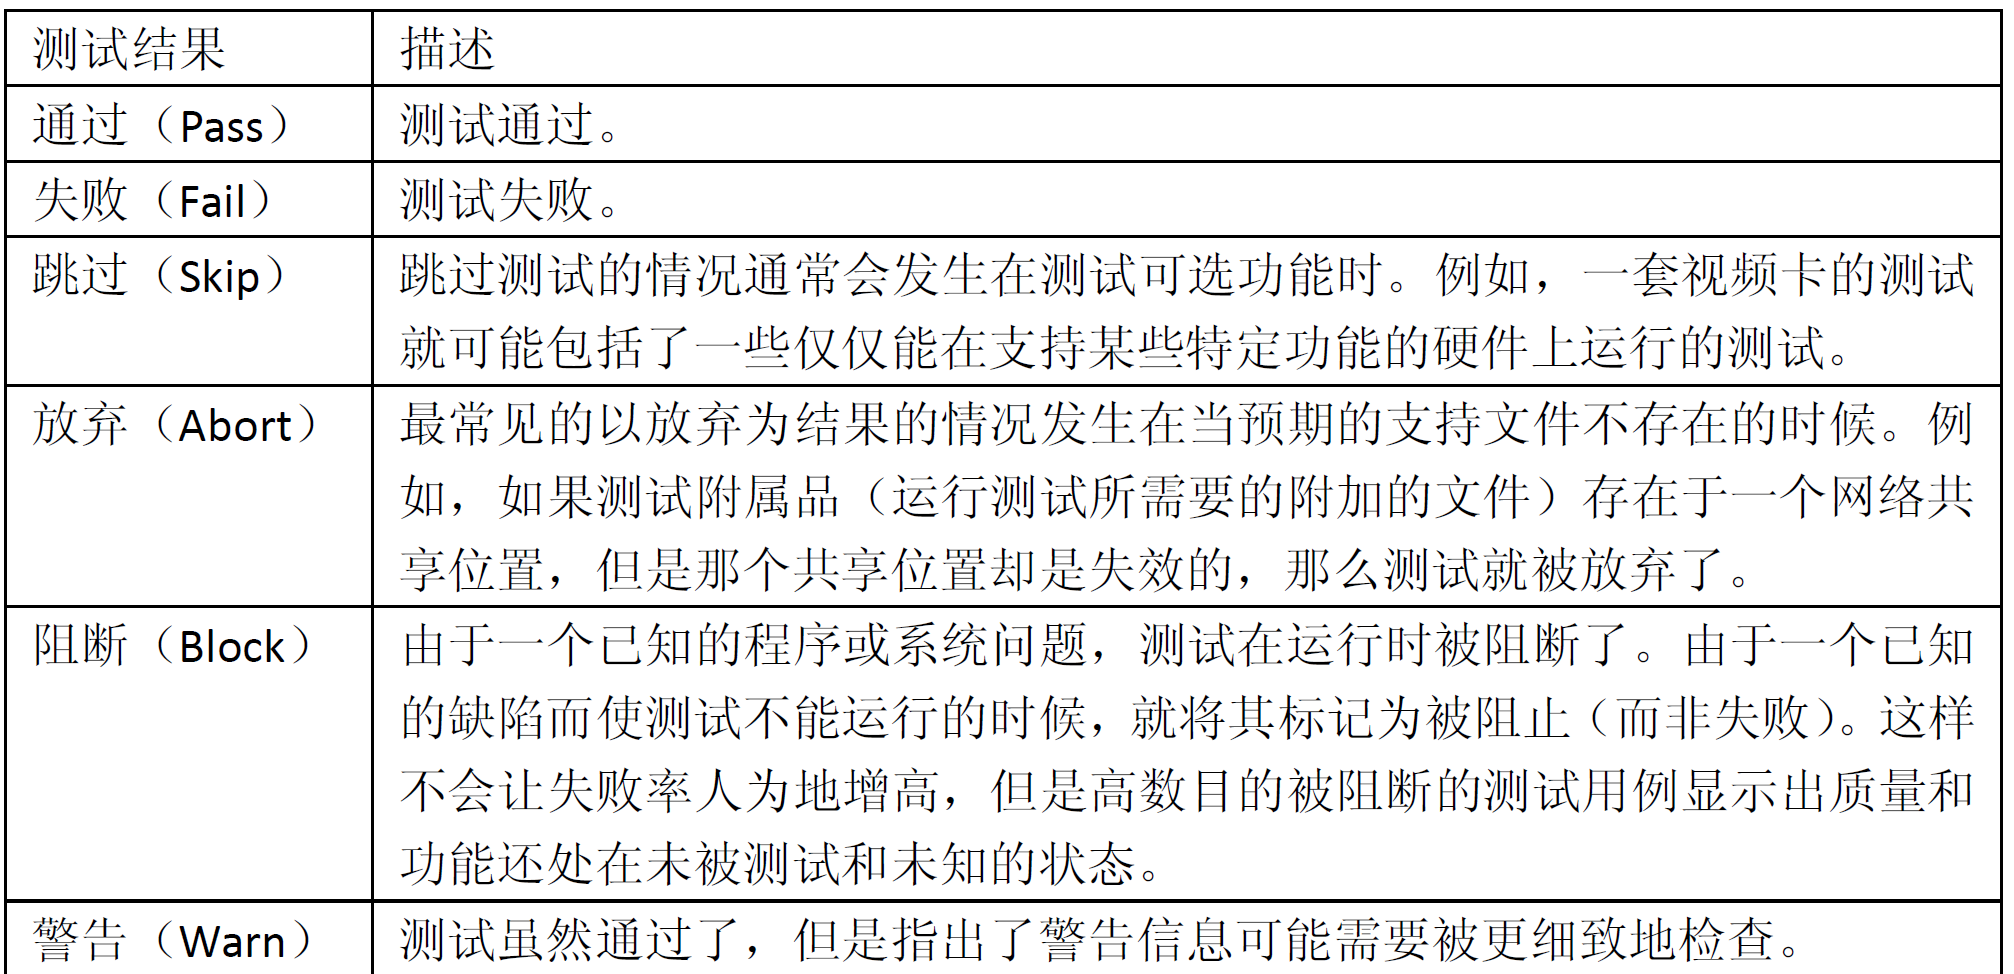 测试结果 描述
通过（Pass） 测试通过。
失败（Fail） 测试失败。
跳过（Skip） 跳过测试的情况通常会发生在测试可选功能时。例如，一套视频卡的测试
就可能包括了一些仅仅能在支持某些特定功能的硬件上运行的测试。
放弃（Abort） 最常见的以放弃为结果的情况发生在当预期的支持文件不存在的时候。例
如，如果测试附属品（运行测试所需要的附加的文件）存在于一个网络共
享位置，但是那个共享位置却是失效的，那么测试就被放弃了。
阻断（Block） 由于一个已知的程序或系统问题，测试在运行时被阻断了。由于一个已知
的缺陷而使测试不能运行的时候，就将其标记为被阻止（而非失败）。这样
不会让失败率人为地增高，但是高数目的被阻断的测试用例显示出质量和
功能还处在未被测试和未知的状态。
警告（Warn） 测试虽然通过了，但是指出了警告信息可能需要被更细致地检查。